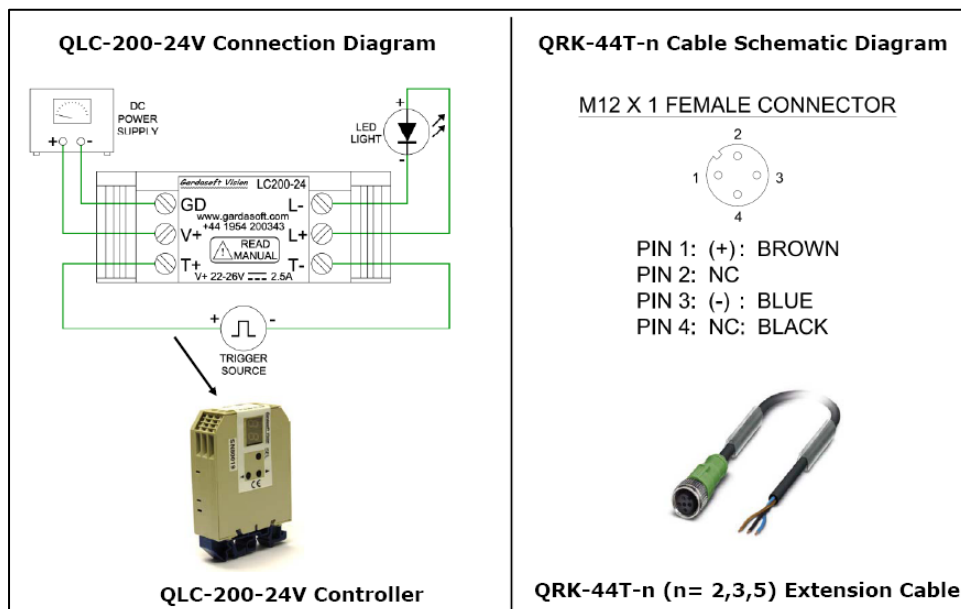 QLC-200-24V Connection Diagram
DC
POWER
SUPPLY
+ -
+
LED
LIGHT
-
Gardasoft Vision LC200-24
GD
L-
www.gardasoft.com
+44 1954 200343
V+
L+
READ
MANUAL
T+
T-
V+ 22-26V 2.5A
+ -
TRIGGER
SOURCE
QLC-200-24V Controller
QRK-44T-n Cable Schematic Diagram
M12 X 1 FEMALE CONNECTOR
2
1
3
4
PIN 1: (+) : BROWN
PIN 2: NC
PIN 3: (-) : BLUE
PIN 4: NC: BLACK
QRK-44T-n (n= 2,3,5) Extension Cable